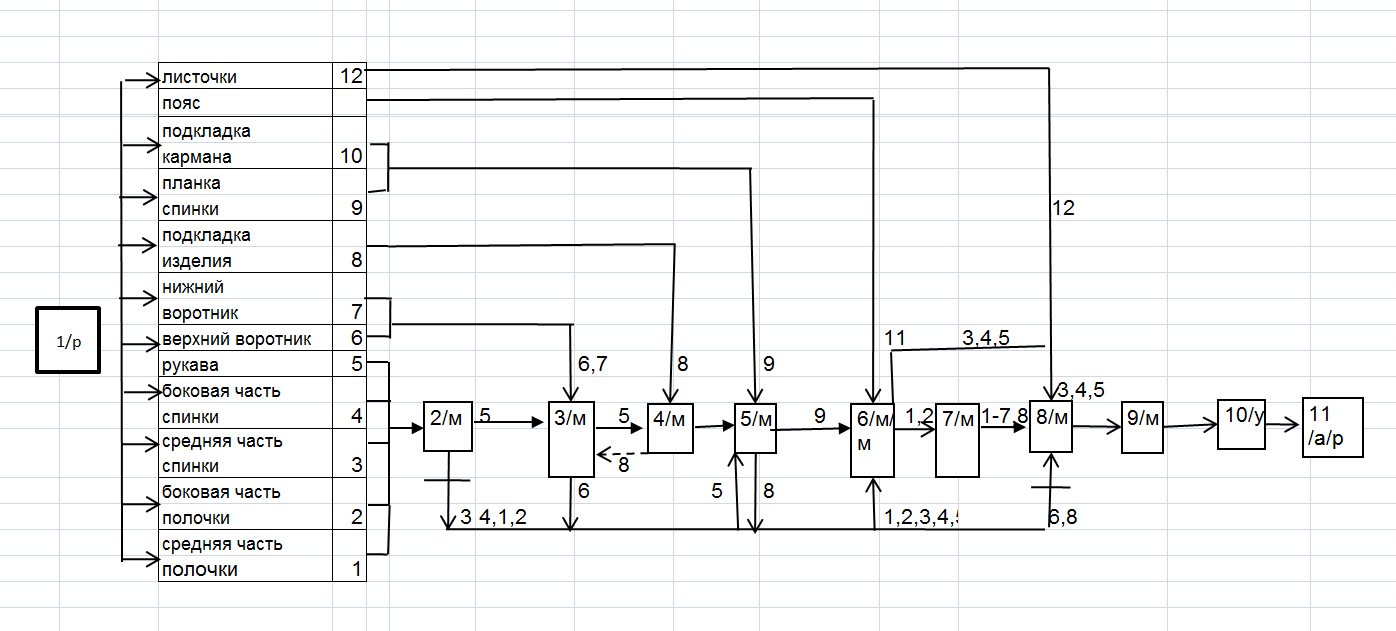 листочки 12
пояс
подкладка
кармана 10
планка
спинки 9
подкладка
изделия 8
нижний
воротник 7
верхний воротник 6
рукава 5
боковая часть
спинки 4
средняя часть
спинки 3
боковая часть
полочки 2
средняя часть
полочки 1
1/р
12
11 3,4,5
6,7 8 9
3,4,5
2/м 5 3/м 5 4/м 5/м 9 6/м/
м
1,2 7/м 1-7,8 8/м 9/м 10/у 11
/а/р
8
6 5 8
3 4,1,2 1,2,3,4, 6,8